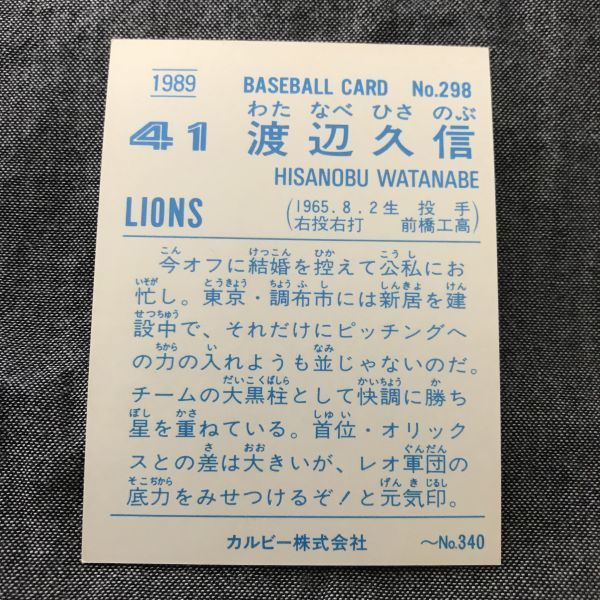 1989 BASEBALL CARD No.298
わた なべ ひさ のぶ
41 渡辺久信
HISANOBU WATANABE
LIONS (1965.8.2生 投手
右投右打 前橋工高)
こん けっこん ひか こうし
今オフに結婚を控えて公私にお
いそが とうきょう ちょうふし しんきょ けん
忙し。東京・調布市には新居を建
せつちゅう
設中で、それだけにピッチングへ
ちから い なみ
の力の入れようも並じゃないのだ。
だいこくばしら かいちょう か
チームの大黒柱として快調に勝ち
ぼし かさ しゅい
星を重ねている。首位・オリック
さ おお ぐんだん
スとの差は大きいが、レオ軍団の
そこぢから げんき じるし
底力をみせつけるぞ!と元気印。
カルビー株式会社 〜No.340